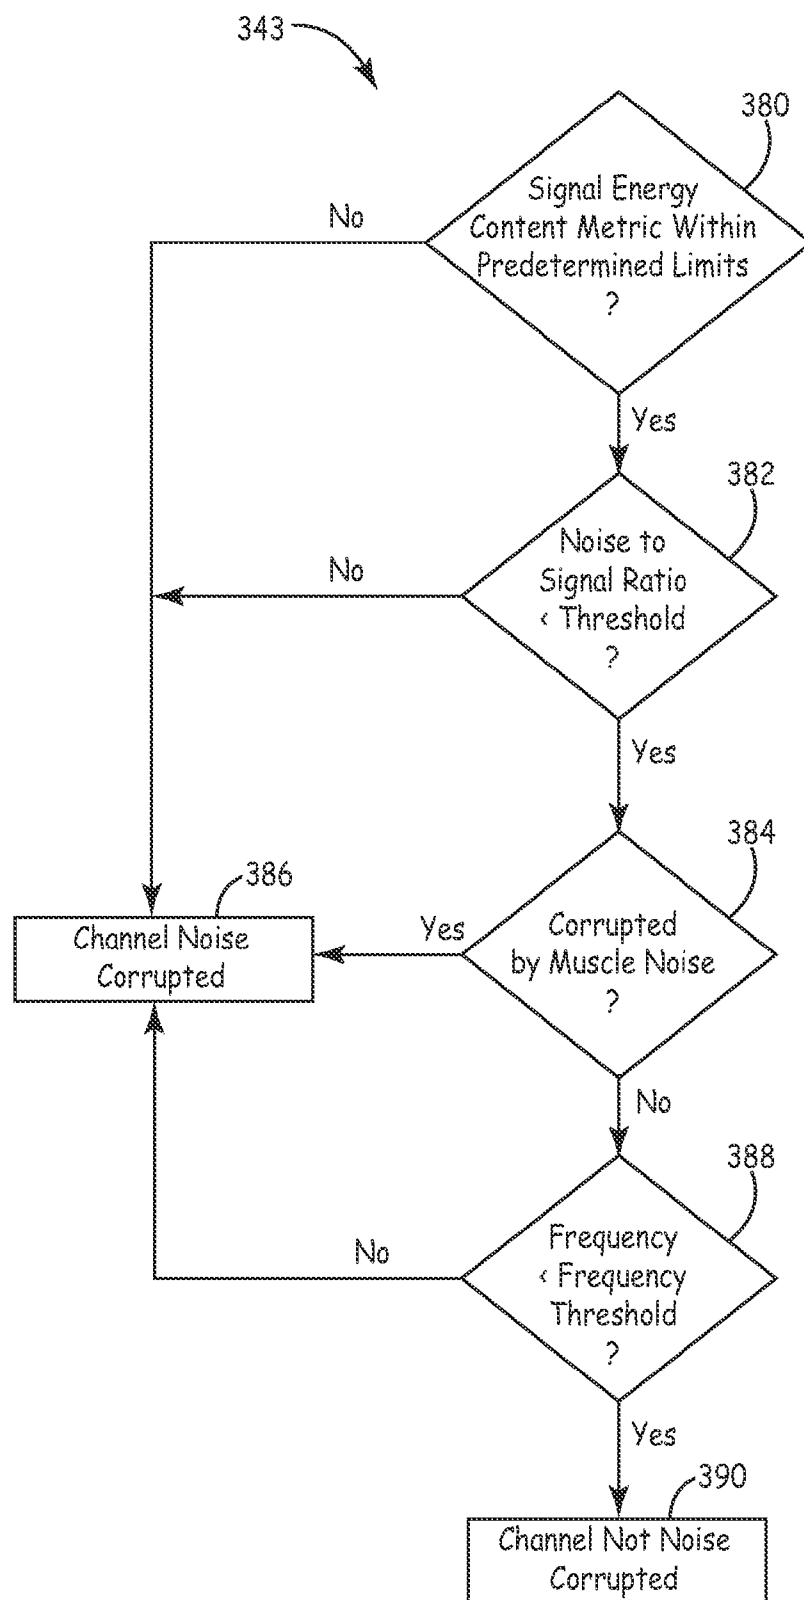 343
380
Signal Energy
Content Metric Within
Predetermined Limits
?
No
Yes
382
Noise to
Signal Ratio
< Threshold
?
No
Yes
384
Corrupted
by Muscle Noise
?
Yes
386
Channel Noise
Corrupted
No
388
Frequency
< Frequency
Threshold
?
No
Yes
390
Channel Not Noise
Corrupted